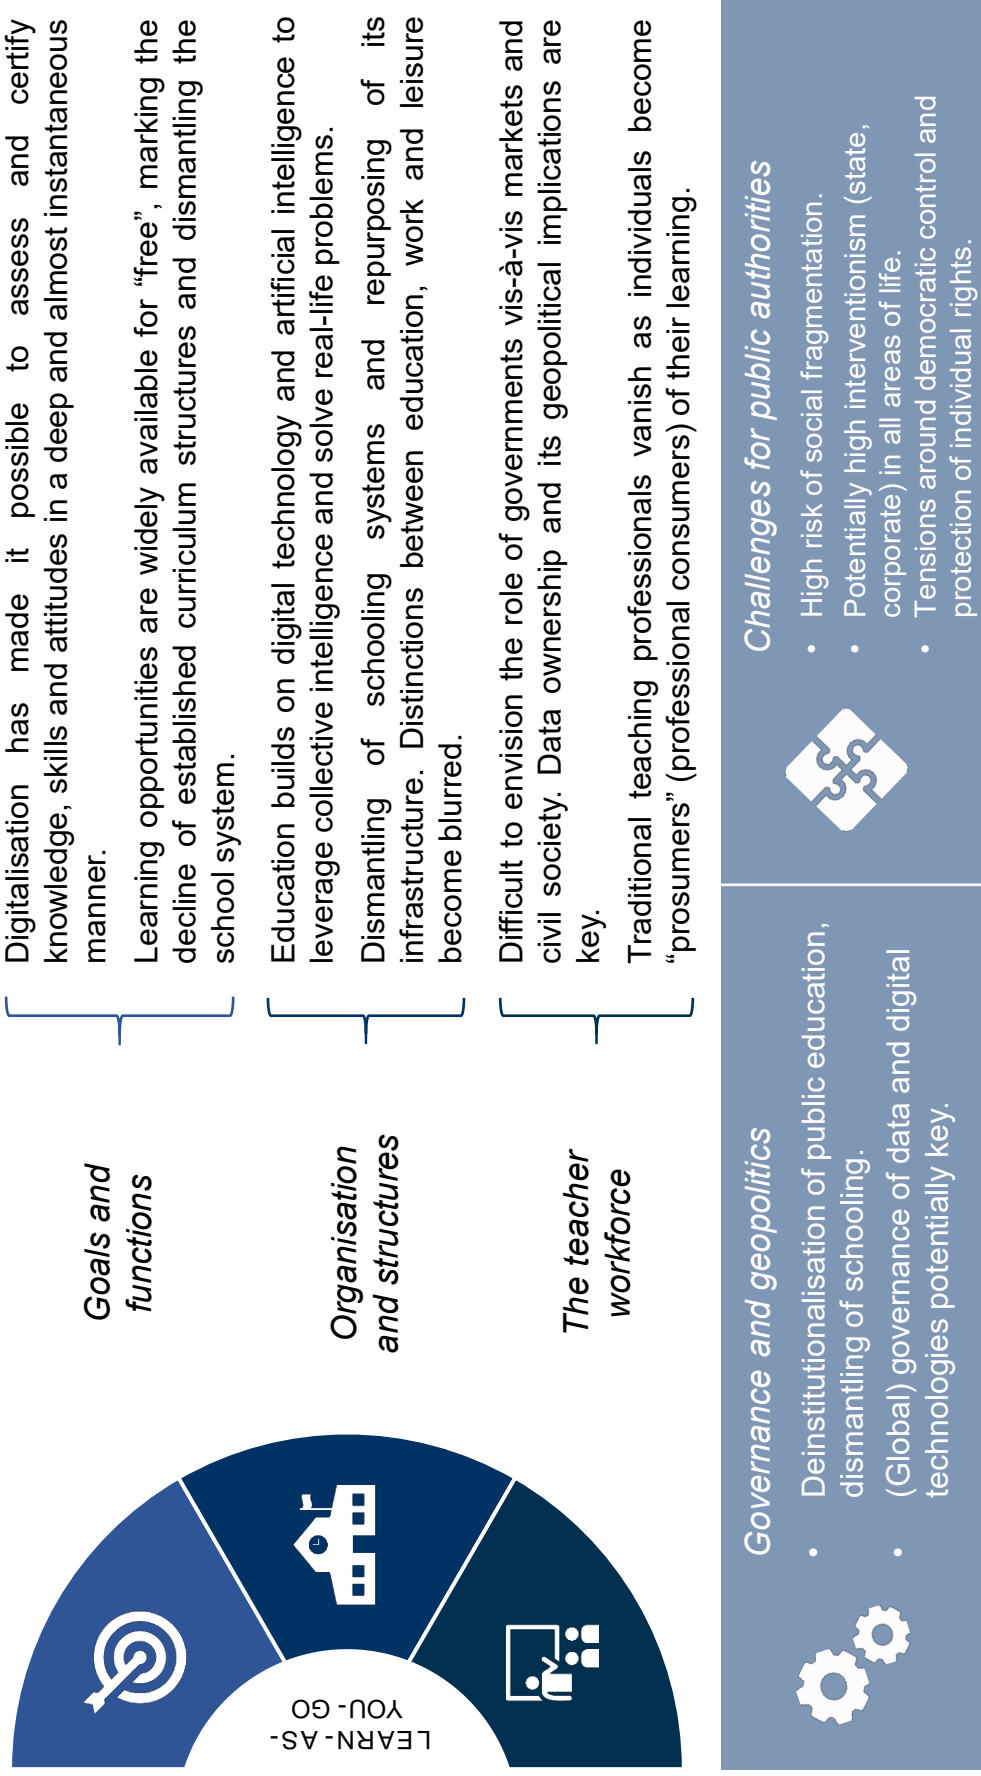 LEARN-AS-
YOU-GO
Goals and
functions
Digitalisation has made it possible to assess and certify
knowledge, skills and attitudes in a deep and almost instantaneous
manner.
Learning opportunities are widely available for “free”, marking the
decline of established curriculum structures and dismantling the
school system.
Organisation
and structures
Education builds on digital technology and artificial intelligence to
leverage collective intelligence and solve real-life problems.
Dismantling of schooling systems and repurposing of its
infrastructure. Distinctions between education, work and leisure
become blurred.
The teacher
workforce
Difficult to envision the role of governments vis-à-vis markets and
civil society. Data ownership and its geopolitical implications are
key.
Traditional teaching professionals vanish as individuals become
“prosumers” (professional consumers) of their learning.
Governance and geopolitics
• Deinstitutionalisation of public education,
dismantling of schooling.
• (Global) governance of data and digital
technologies potentially key.
Challenges for public authorities
• High risk of social fragmentation.
• Potentially high interventionism (state,
corporate) in all areas of life.
• Tensions around democratic control and
protection of individual rights.